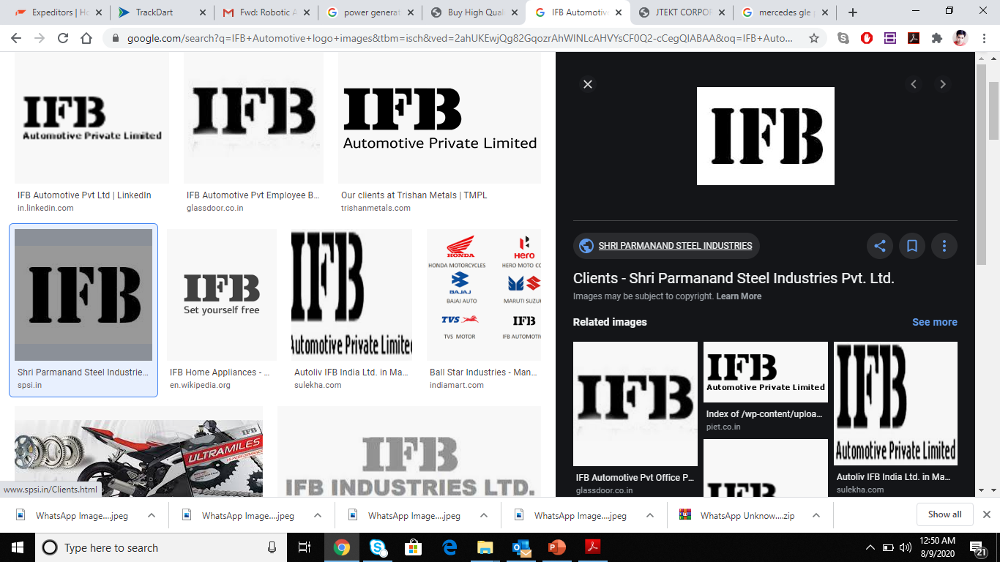 Expeditors | Ho
TrackDart
Fwd: Robotic A
power generat
Buy High Qual
IFB Automotive
JTEKT CORPOR
mercedes gle p
google.com/search?q=IFB+Automotive+logo+images&tbm=isch&ved=2ahUKEwjQg82GqozrAhWINLcAHVYsCF0Q2-cCegQIABAA&oq=IFB+Auto...
IFB
Automotive Private Limited
IFB
IFB
Automotive Private Limited
IFB Automotive Pvt Ltd | LinkedIn
in.linkedin.com
IFB Automotive Pvt Employee B...
glassdoor.co.in
Our clients at Trishan Metals | TMPL
trishanmetals.com
IFB
IFB
Set yourself free
IFB
Automotive Private Limited
HONDA
HONDA MOTORCYCLES
Hero
HERO MOTO CO
BAJAJ
BAJAJ AUTO
SUZ
MARUTI SUZUK
TVS
TVS MOTOR
IFB
IFB AUTOMOTIV
Shri Parmanand Steel Industrie...
spsi.in
IFB Home Appliances - ...
en.wikipedia.org
Autoliv IFB India Ltd. in Ma...
sulekha.com
Ball Star Industries - Man...
indiamart.com
IFB
ULTRAMILES
IFB
IFB INDUSTRIES LTD.
www.spsi.in/Clients.html
IFB
SHRI PARMANAND STEEL INDUSTRIES
Clients - Shri Parmanand Steel Industries Pvt. Ltd.
Images may be subject to copyright. Learn More
Related images
See more
IFB
IFB Automotive Pvt Office P...
glassdoor.co.in
IFB
Automotive Private Limited
Index of /wp-content/uploa...
piet.co.in
IFB
IFB
Automotive Private Limited
Autoliv IFB India Ltd. in Ma...
sulekha.com
WhatsApp Image....jpeg
WhatsApp Image....jpeg
WhatsApp Image....jpeg
WhatsApp Image....jpeg
WhatsApp Unknow....zip
Show all
Type here to search
12:50 AM
8/9/2020
21